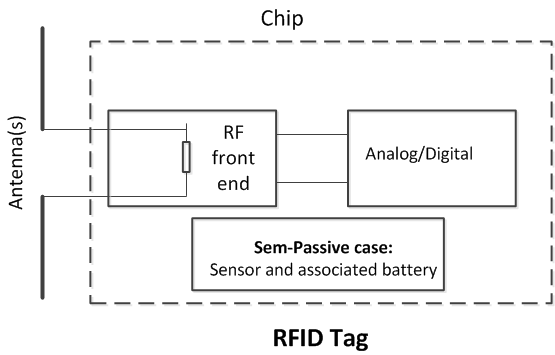 Chip
Antenna(s)
RF
front
end
Analog/Digital
Sem-Passive case:
Sensor and associated battery
RFID Tag